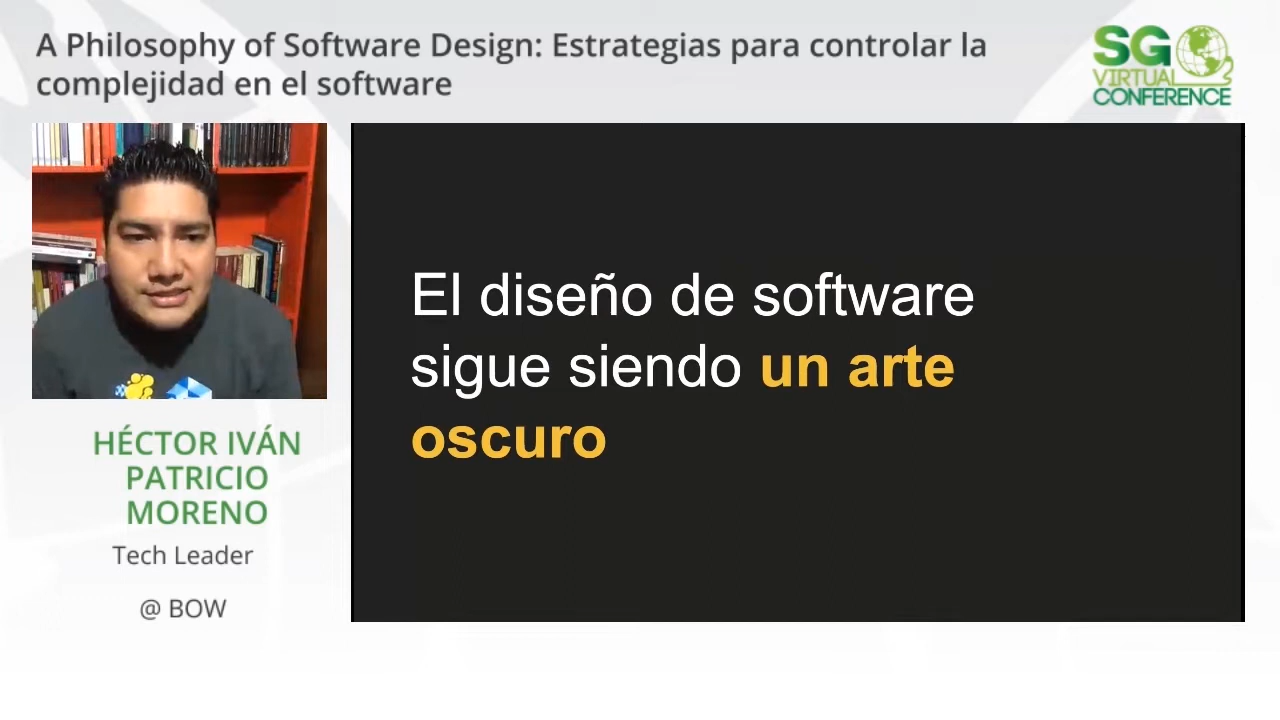 A Philosophy of Software Design: Estrategias para controlar la
complejidad en el software
SG
VIRTUAL
CONFERENCE
El diseño de software
sigue siendo un arte
oscuro
HÉCTOR IVÁN
PATRICIO
MORENO
Tech Leader
@ BOW